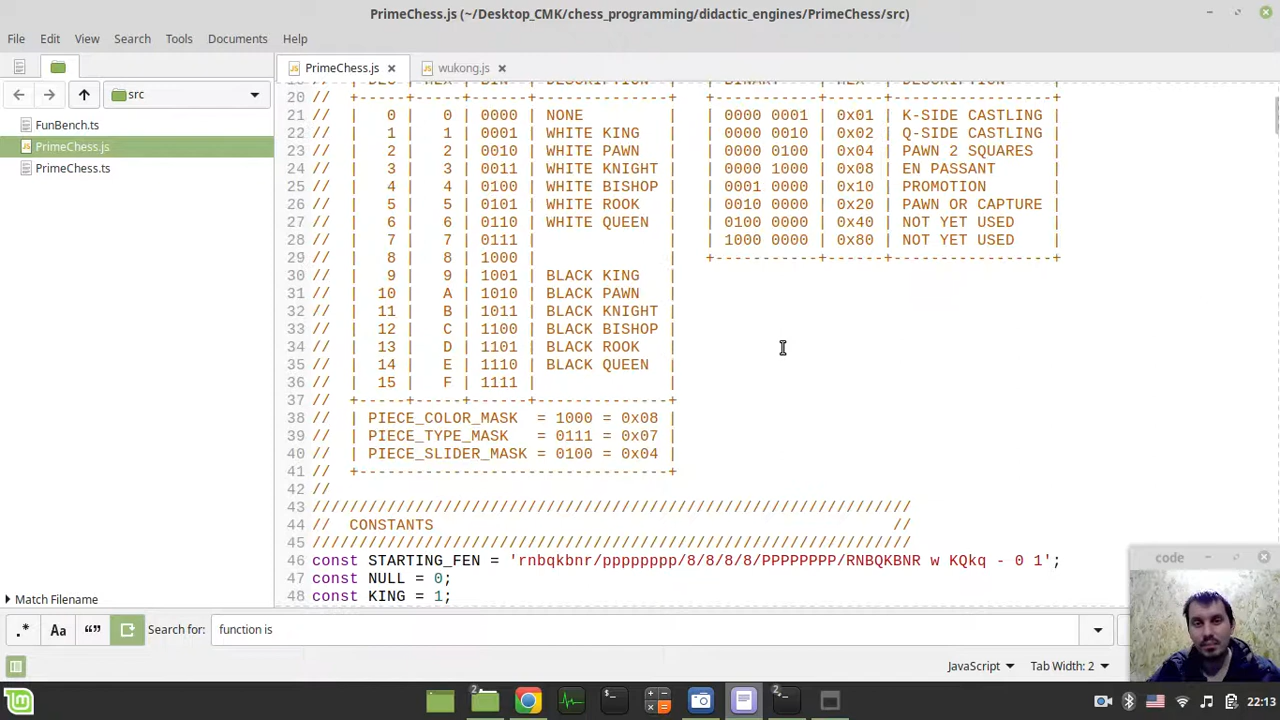 PrimeChess.js (~/Desktop_CMK/chess_programming/didactic_engines/PrimeChess/src)
File Edit View Search Tools Documents Help
PrimeChess.js wukong.js
src
FunBench.ts
PrimeChess.js
PrimeChess.ts
Match Filename
// | DEC | HEX | BIN | DESCRIPTION | | BINARY | HEX | DESCRIPTION |
20 // +-----+-----+------+-------------+ +-----------+------+----------------+
21 // | 0 | 0 | 0000 | NONE | | 0000 0001 | 0x01 | K-SIDE CASTLING |
22 // | 1 | 1 | 0001 | WHITE KING | | 0000 0010 | 0x02 | Q-SIDE CASTLING |
23 // | 2 | 2 | 0010 | WHITE PAWN | | 0000 0100 | 0x04 | PAWN 2 SQUARES |
24 // | 3 | 3 | 0011 | WHITE KNIGHT | | 0000 1000 | 0x08 | EN PASSANT |
25 // | 4 | 4 | 0100 | WHITE BISHOP | | 0001 0000 | 0x10 | PROMOTION |
26 // | 5 | 5 | 0101 | WHITE ROOK | | 0010 0000 | 0x20 | PAWN OR CAPTURE |
27 // | 6 | 6 | 0110 | WHITE QUEEN | | 0100 0000 | 0x40 | NOT YET USED |
28 // | 7 | 7 | 0111 | | | 1000 0000 | 0x80 | NOT YET USED |
29 // | 8 | 8 | 1000 | | +-----------+------+----------------+
30 // | 9 | 9 | 1001 | BLACK KING |
31 // | 10 | A | 1010 | BLACK PAWN |
32 // | 11 | B | 1011 | BLACK KNIGHT |
33 // | 12 | C | 1100 | BLACK BISHOP |
34 // | 13 | D | 1101 | BLACK ROOK |
35 // | 14 | E | 1110 | BLACK QUEEN |
36 // | 15 | F | 1111 | |
37 // +-----+-----+------+--------------+
38 // | PIECE_COLOR_MASK = 1000 = 0x08 |
39 // | PIECE_TYPE_MASK = 0111 = 0x07 |
40 // | PIECE_SLIDER_MASK = 0100 = 0x04 |
41 // +---------------------------------+
42 //
43 ////////////////////////////////////////////////////////////////
44 // CONSTANTS //
45 ////////////////////////////////////////////////////////////////
46 const STARTING_FEN = 'rnbqkbnr/pppppppp/8/8/8/8/PPPPPPPP/RNBQKBNR w KQkq - 0 1';
47 const NULL = 0;
48 const KING = 1;
code
.* Aa “” Search for: function is
JavaScript Tab Width: 2
2 2 22:13